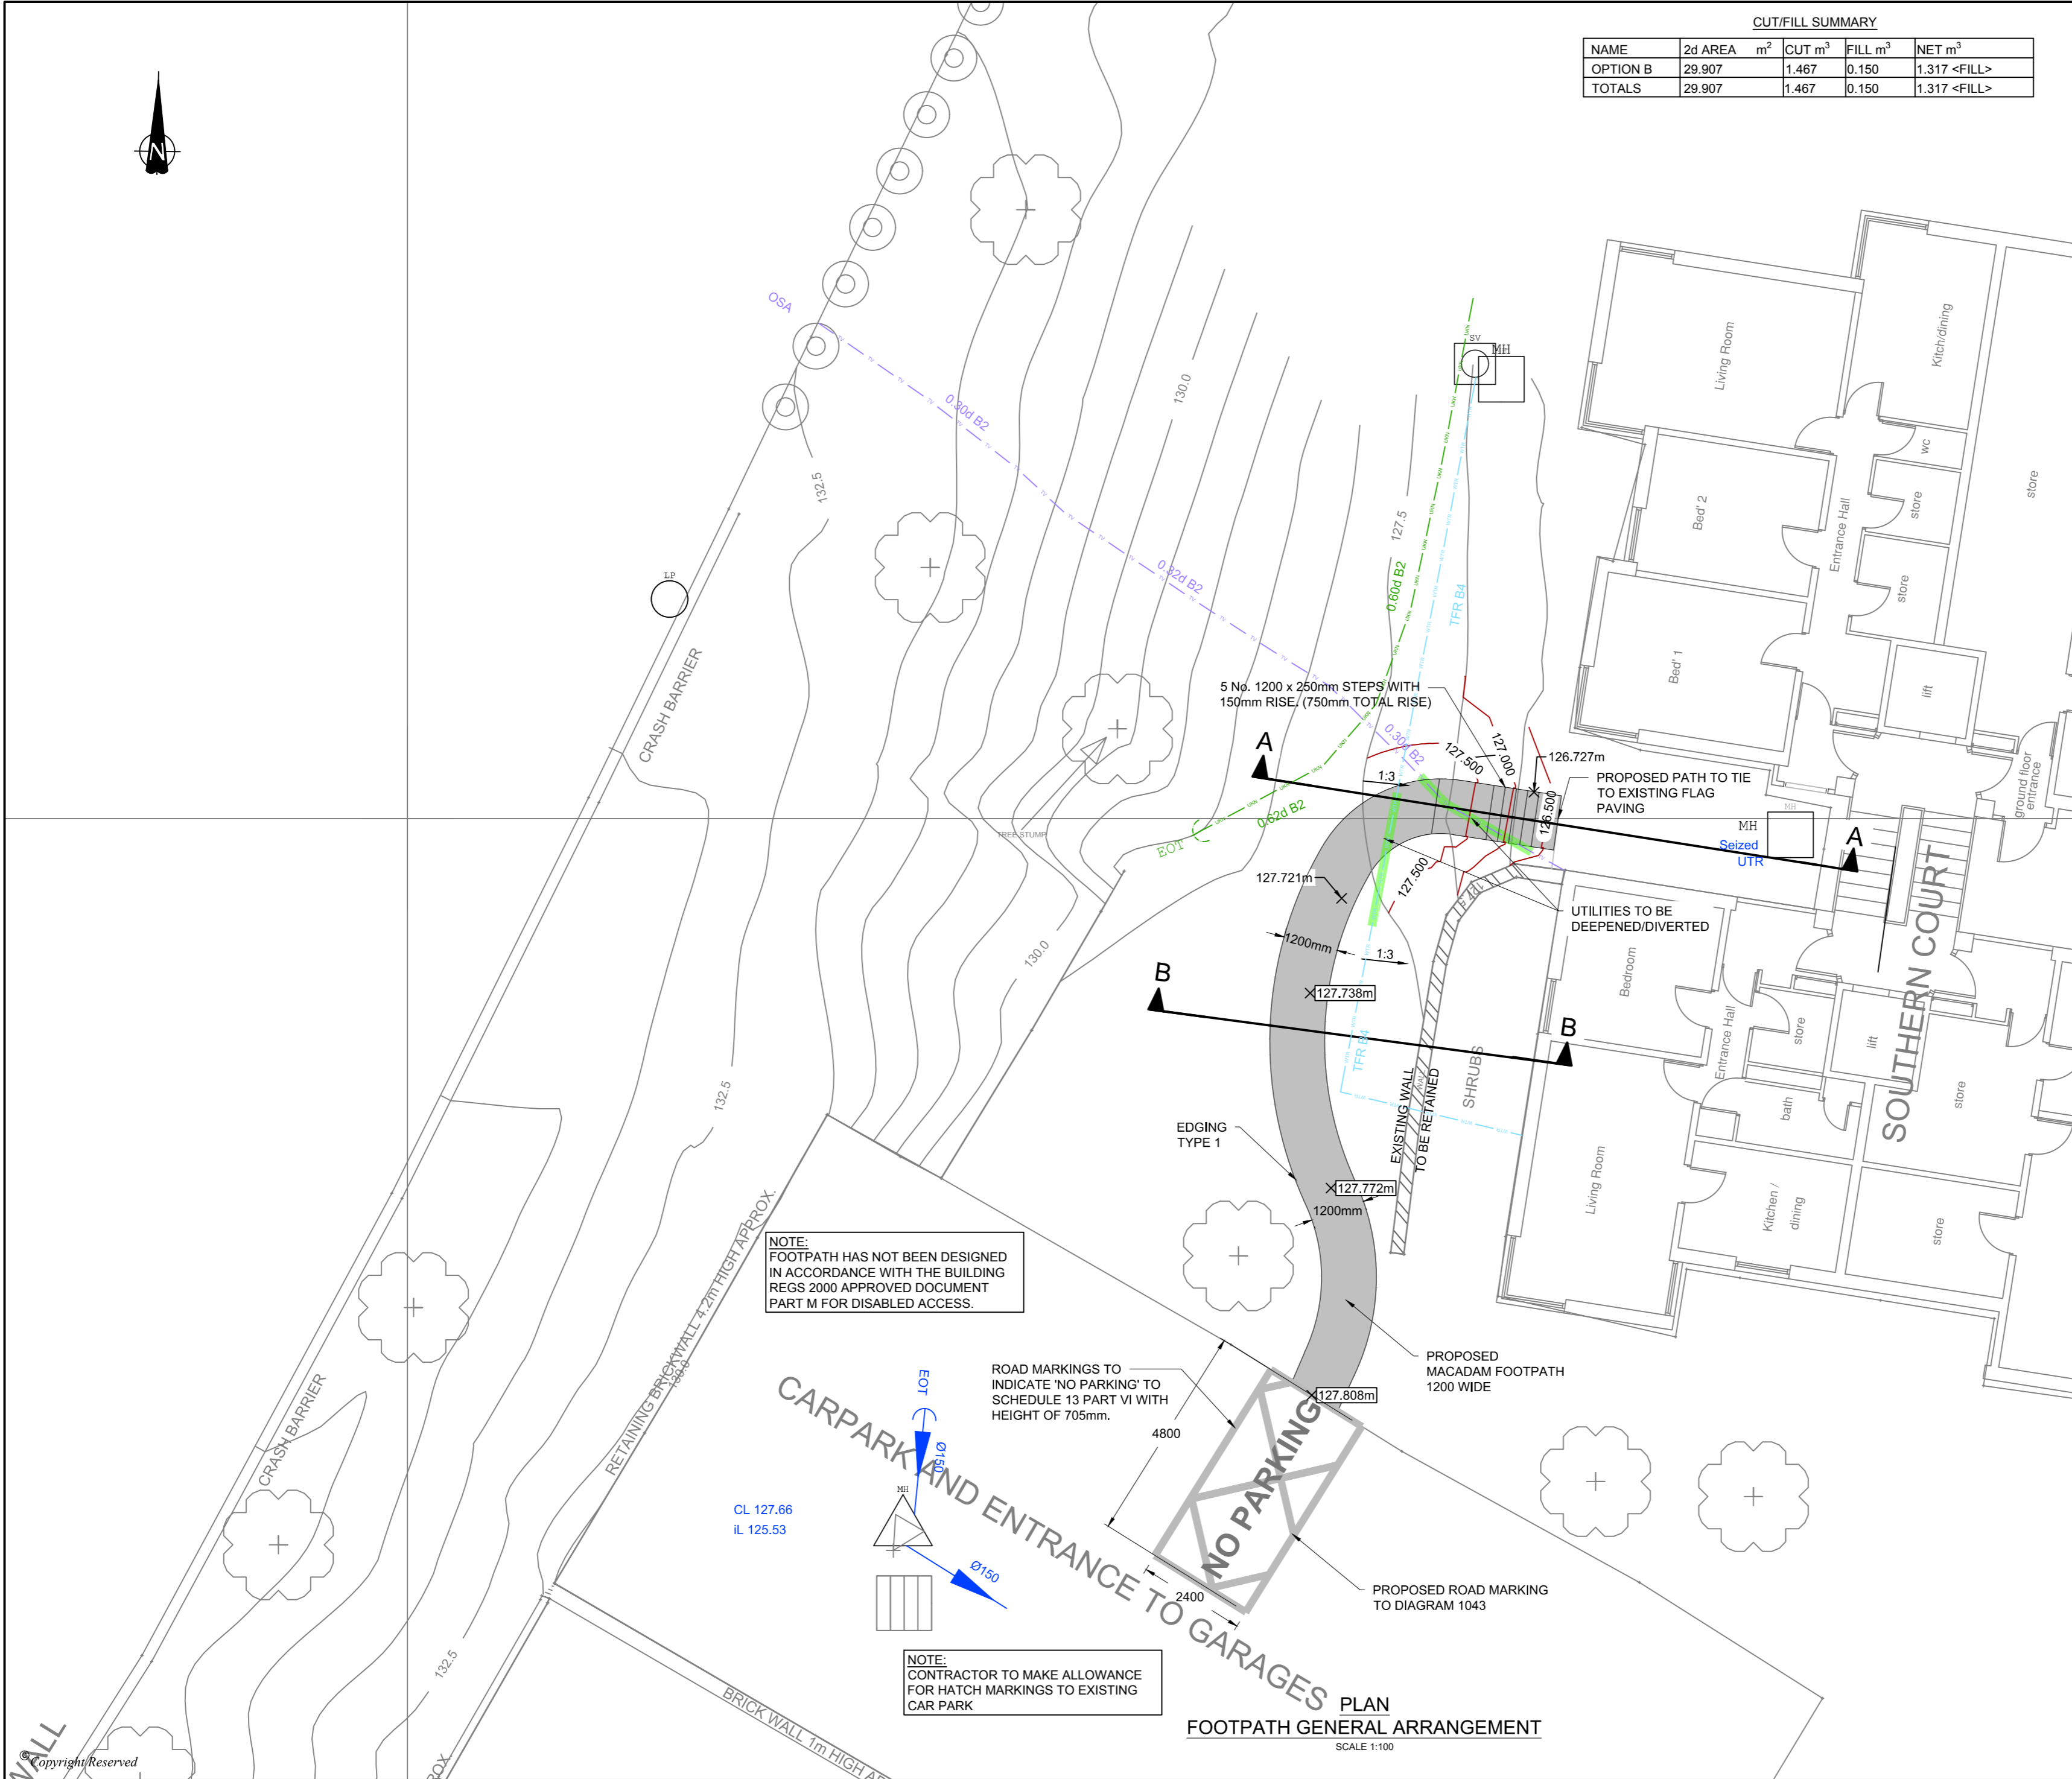 CUT/FILL SUMMARY
NAME 2d AREA m² CUT m³ FILL m³ NET m³
OPTION B 29.907 1.467 0.150 1.317 <FILL>
TOTALS 29.907 1.467 0.150 1.317 <FILL>
N
OSA
0.30d B2
130.0
SV
MH
132.5
127.5
0.32d B2
0.60d B2
TFR B4
LP
CRASH BARRIER
Living Room
Kitch/dining
wc
store
store
Bed' 2
Entrance Hall
store
Bed' 1
lift
ground floor
entrance
5 No. 1200 x 250mm STEPS WITH
150mm RISE. (750mm TOTAL RISE)
A
0.30d B2
127.500
127.000
126.727m
1:3
PROPOSED PATH TO TIE
TO EXISTING FLAG
PAVING
126.500
0.62d B2
EOT
TREE STUMP
MH
MH
Seized
UTR
A
127.500
127.721m
UTILITIES TO BE
DEEPENED/DIVERTED
1200mm
1:3
130.0
B
127.738m
B
TFR B4
EXISTING WALL
TO BE RETAINED
WALL
SHRUBS
Bedroom
Entrance Hall
store
lift
bath
store
SOUTHERN COURT
Living Room
Kitchen /
dining
store
132.5
EDGING
TYPE 1
127.772m
1200mm
NOTE:
FOOTPATH HAS NOT BEEN DESIGNED
IN ACCORDANCE WITH THE BUILDING
REGS 2000 APPROVED DOCUMENT
PART M FOR DISABLED ACCESS.
RETAINING BRICKWALL 4.2m HIGH APPROX.
130.0
CRASH BARRIER
ROAD MARKINGS TO
INDICATE 'NO PARKING' TO
SCHEDULE 13 PART VI WITH
HEIGHT OF 705mm.
PROPOSED
MACADAM FOOTPATH
1200 WIDE
127.808m
4800
NO PARKING
CARPARK AND ENTRANCE TO GARAGES
EOT
Ø150
MH
CL 127.66
iL 125.53
Ø150
2400
PROPOSED ROAD MARKING
TO DIAGRAM 1043
132.5
NOTE:
CONTRACTOR TO MAKE ALLOWANCE
FOR HATCH MARKINGS TO EXISTING
CAR PARK
BRICK WALL 1m HIGH
PLAN
FOOTPATH GENERAL ARRANGEMENT
SCALE 1:100
WALL
© Copyright Reserved